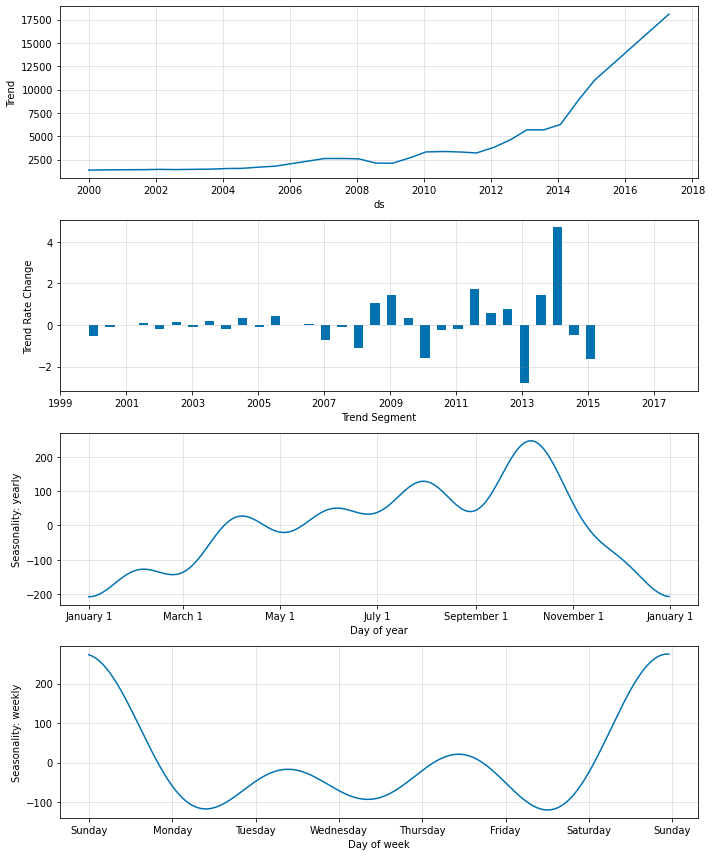 17500
15000
12500
10000
7500
5000
2500
Trend
2000 2002 2004 2006 2008 2010 2012 2014 2016 2018
ds
4
2
0
−2
Trend Rate Change
1999 2001 2003 2005 2007 2009 2011 2013 2015 2017
Trend Segment
200
100
0
−100
−200
Seasonality: yearly
January 1 March 1 May 1 July 1 September 1 November 1 January 1
Day of year
200
100
0
−100
Seasonality: weekly
Sunday Monday Tuesday Wednesday Thursday Friday Saturday Sunday
Day of week